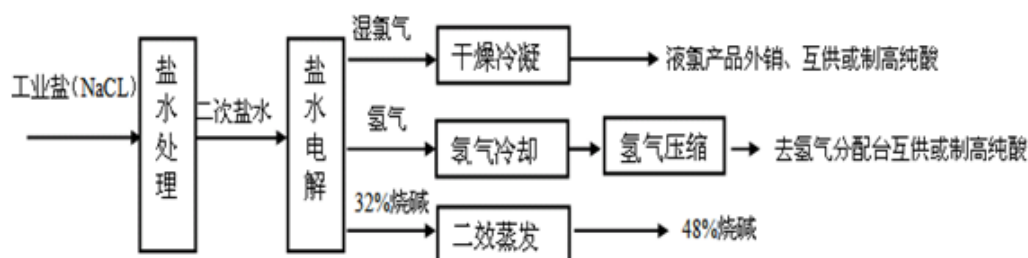 湿氯气
干燥冷凝
液氯产品外销、互供或制高纯酸
工业盐(NaCL)
盐水处理
二次盐水
盐水电解
氢气
氢气冷却
氢气压缩
去氢气分配台互供或制高纯酸
32%烧碱
二效蒸发
48%烧碱